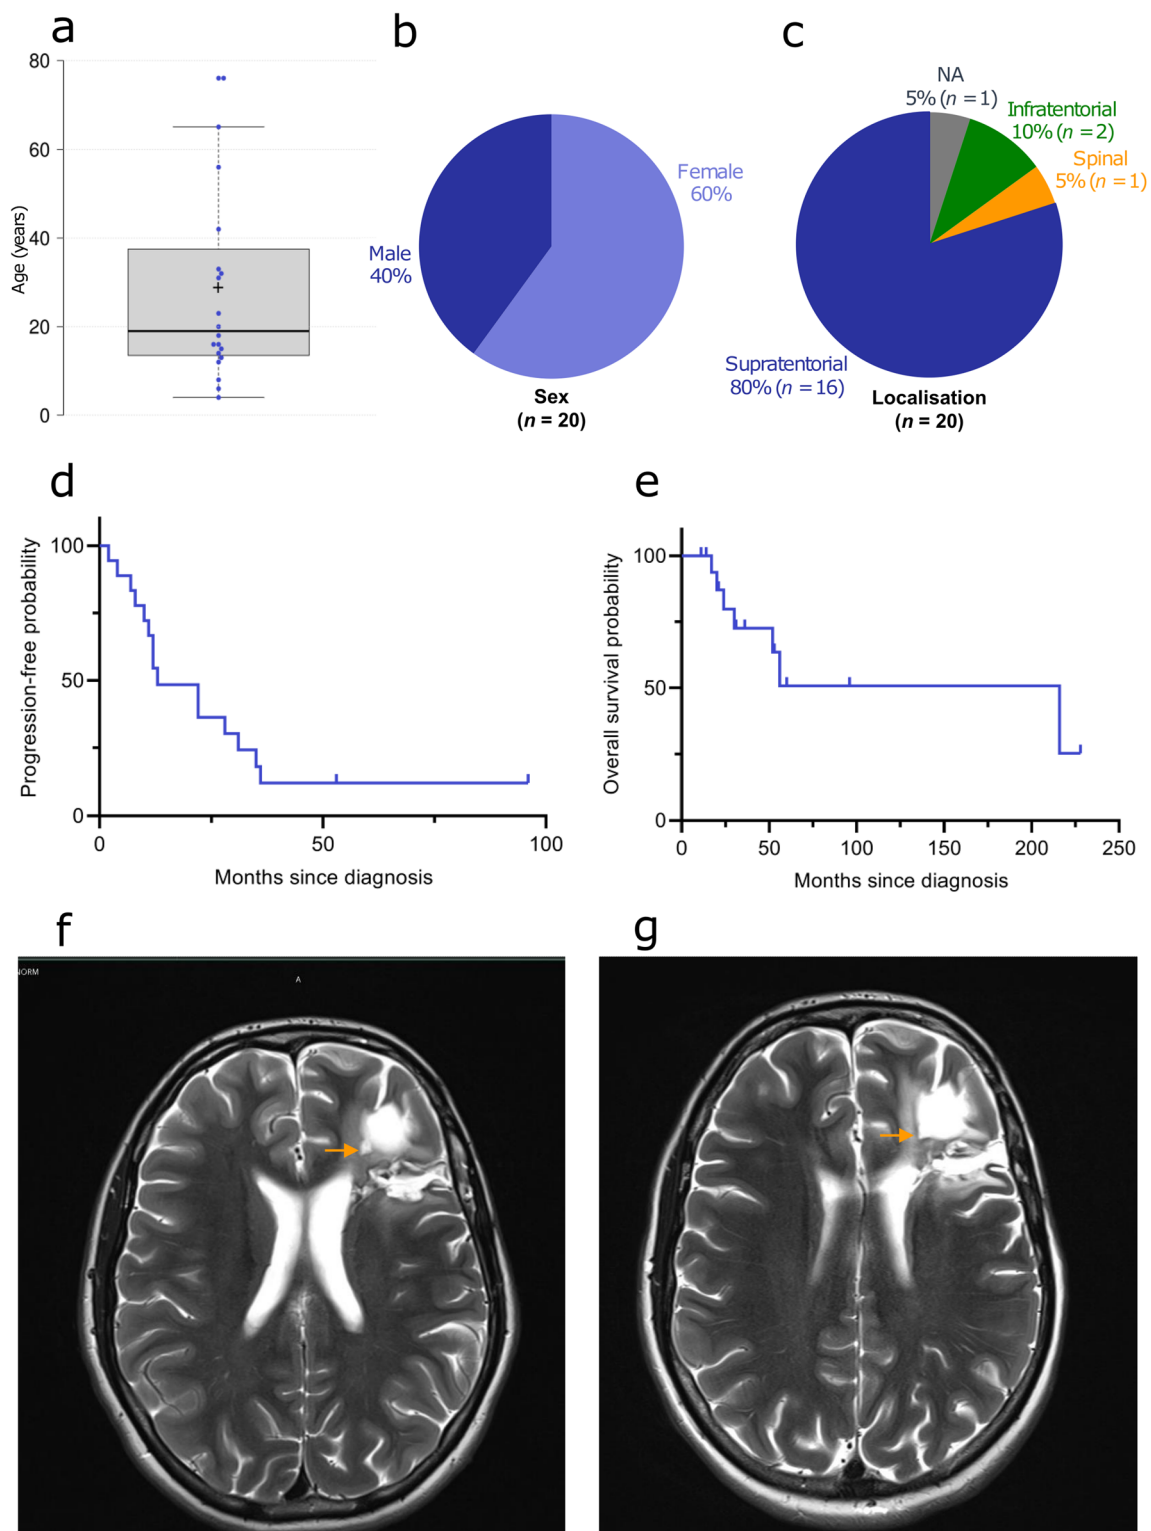 a
b
c
80
60
40
20
0
Age (years)
Female
60%
Male
40%
Sex
(n = 20)
NA
5% (n = 1)
Infratentorial
10% (n = 2)
Spinal
5% (n = 1)
Supratentorial
80% (n = 16)
Localisation
(n = 20)
d
e
Progression-free probability
100
50
0
0
50
100
Months since diagnosis
Overall survival probability
100
50
0
0
50
100
150
200
250
Months since diagnosis
f
g
NORM
A